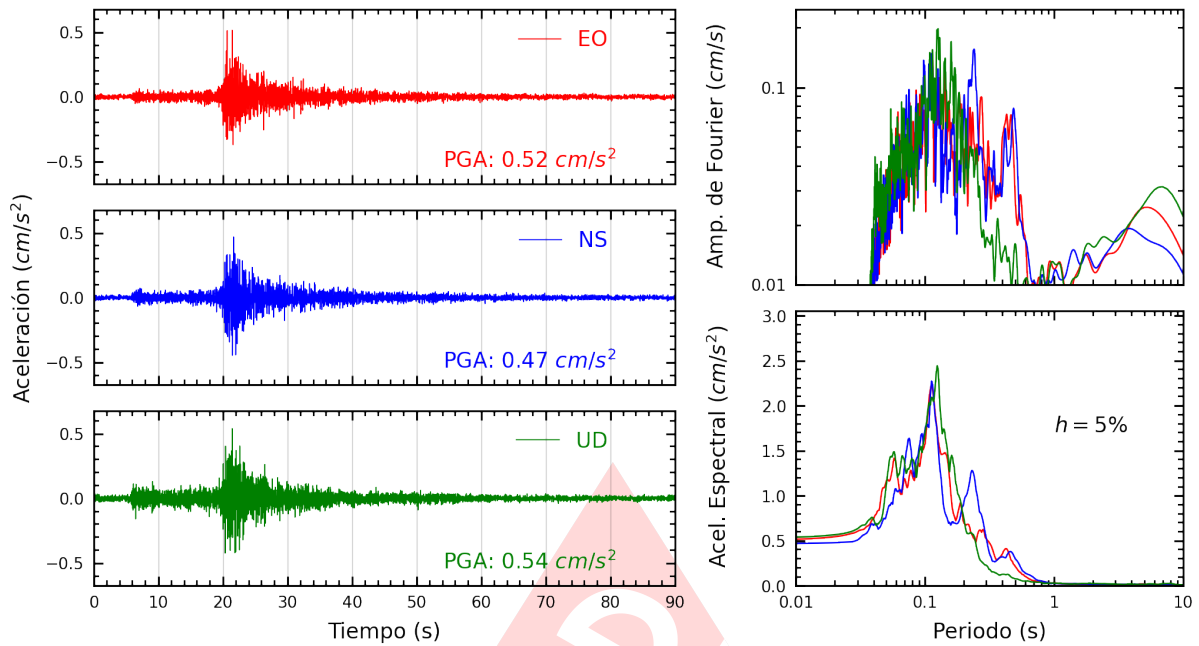 Aceleración (cm/s²)
0.5
0.0
−0.5
EO
PGA: 0.52 cm/s²
0.5
0.0
−0.5
NS
PGA: 0.47 cm/s²
0.5
0.0
−0.5
UD
PGA: 0.54 cm/s²
0 10 20 30 40 50 60 70 80 90
Tiempo (s)
Amp. de Fourier (cm/s)
0.1
0.01
Acel. Espectral (cm/s²)
3.0
2.5
2.0
1.5
1.0
0.5
0.0
h = 5%
0.01 0.1 1 10
Periodo (s)